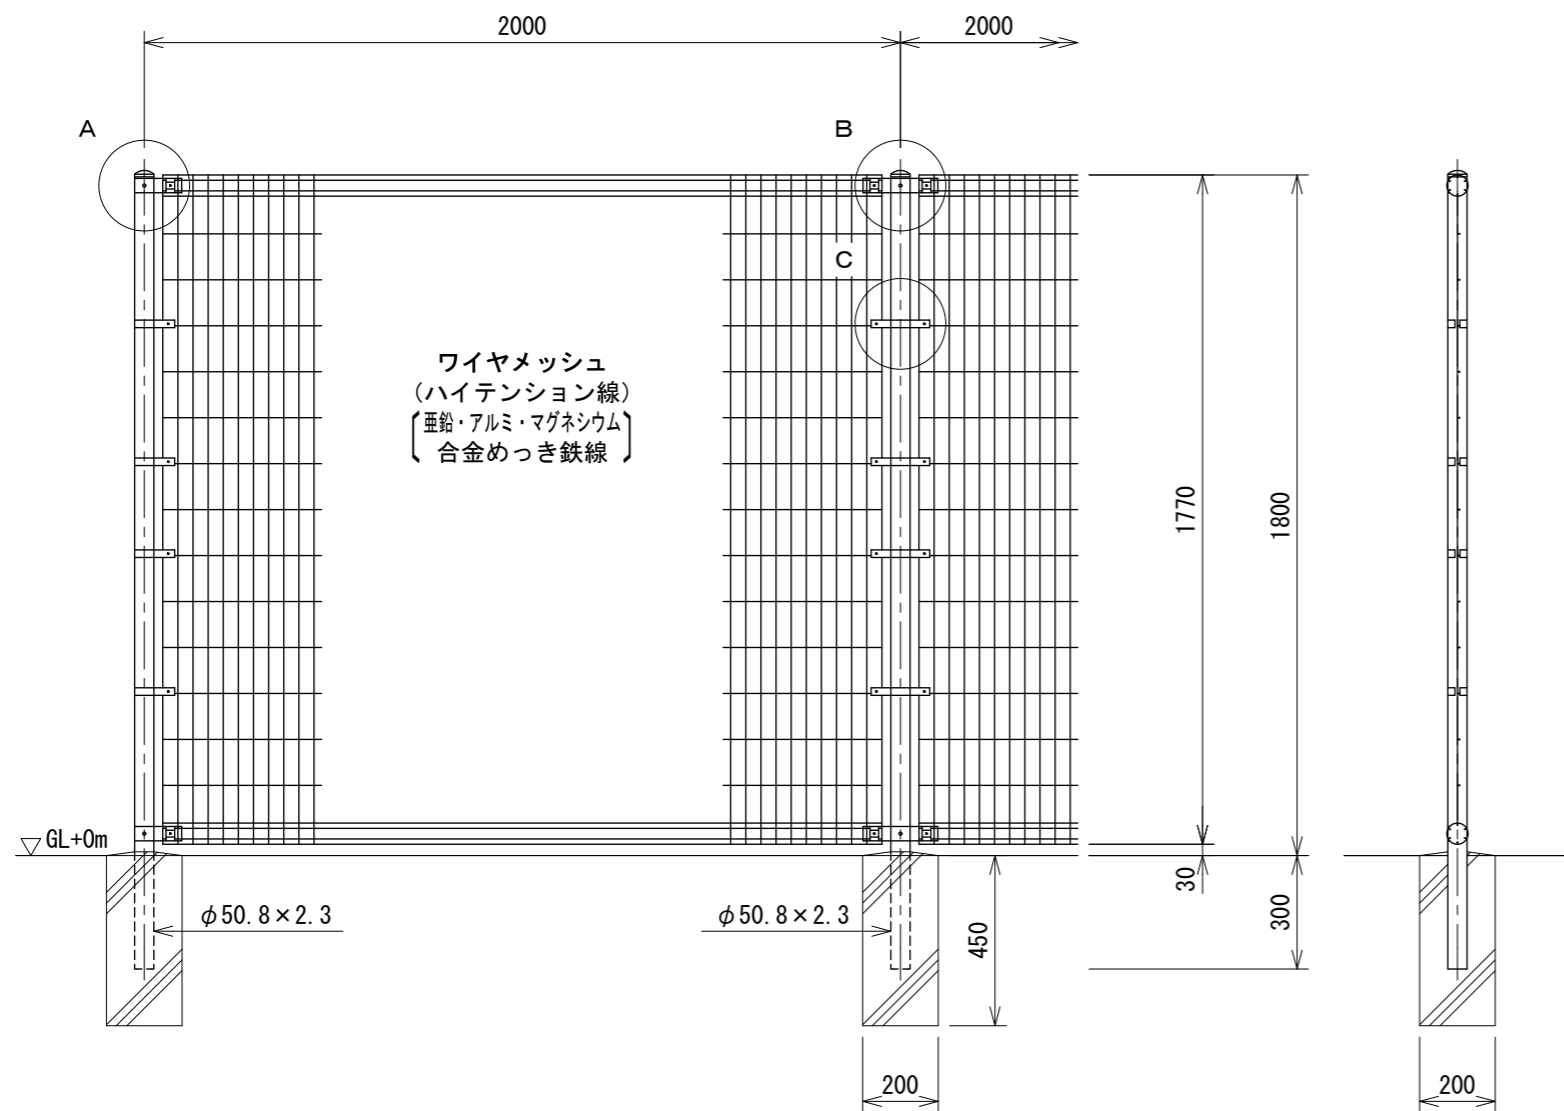 2000
2000
A
B
C
ワイヤメッシュ
(ハイテンション線)
亜鉛・アルミ・マグネシウム
合金めっき鉄線
1770
1800
GL+0m
30
300
φ50.8×2.3
φ50.8×2.3
450
200
200